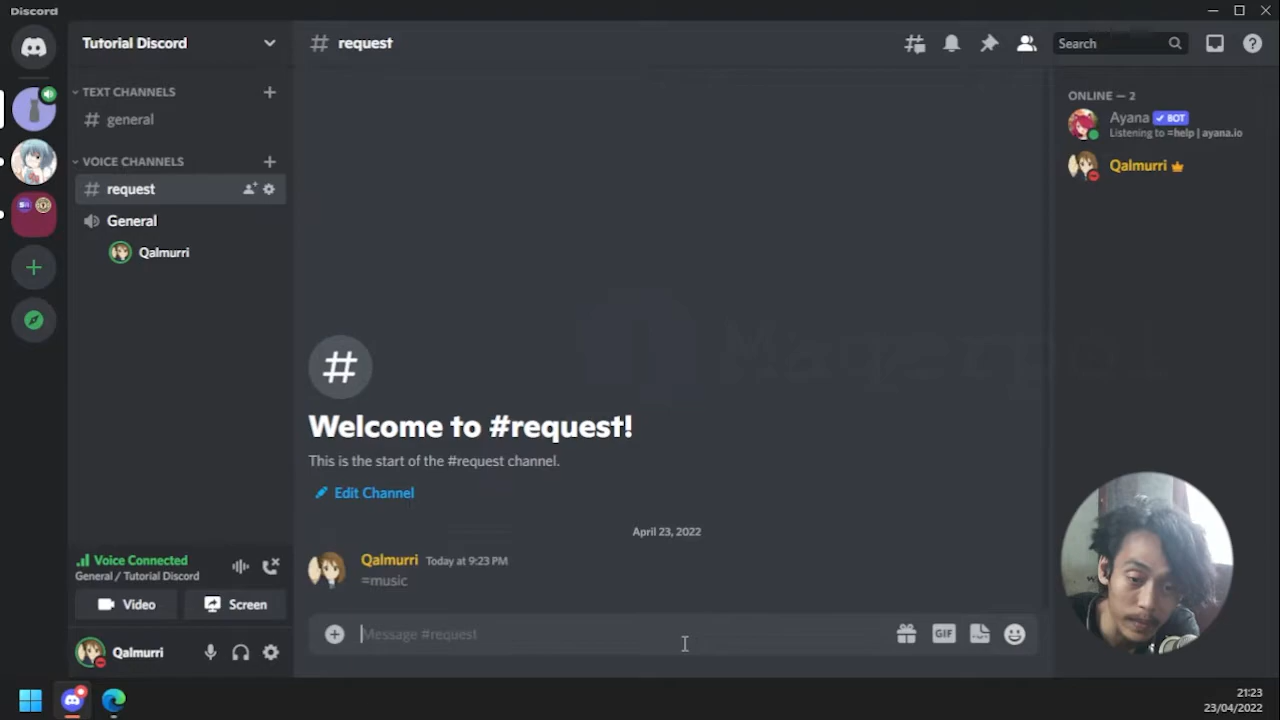 Discord
Tutorial Discord
TEXT CHANNELS
general
VOICE CHANNELS
request
General
Qalmurri
Voice Connected
General / Tutorial Discord
Video
Screen
Qalmurri
request
Search
Welcome to #request!
This is the start of the #request channel.
Edit Channel
April 23, 2022
Qalmurri Today at 9:23 PM
=music
Message #request
GIF
ONLINE — 2
Ayana ✓ BOT
Listening to =help | ayana.io
Qalmurri
21:23
23/04/2022